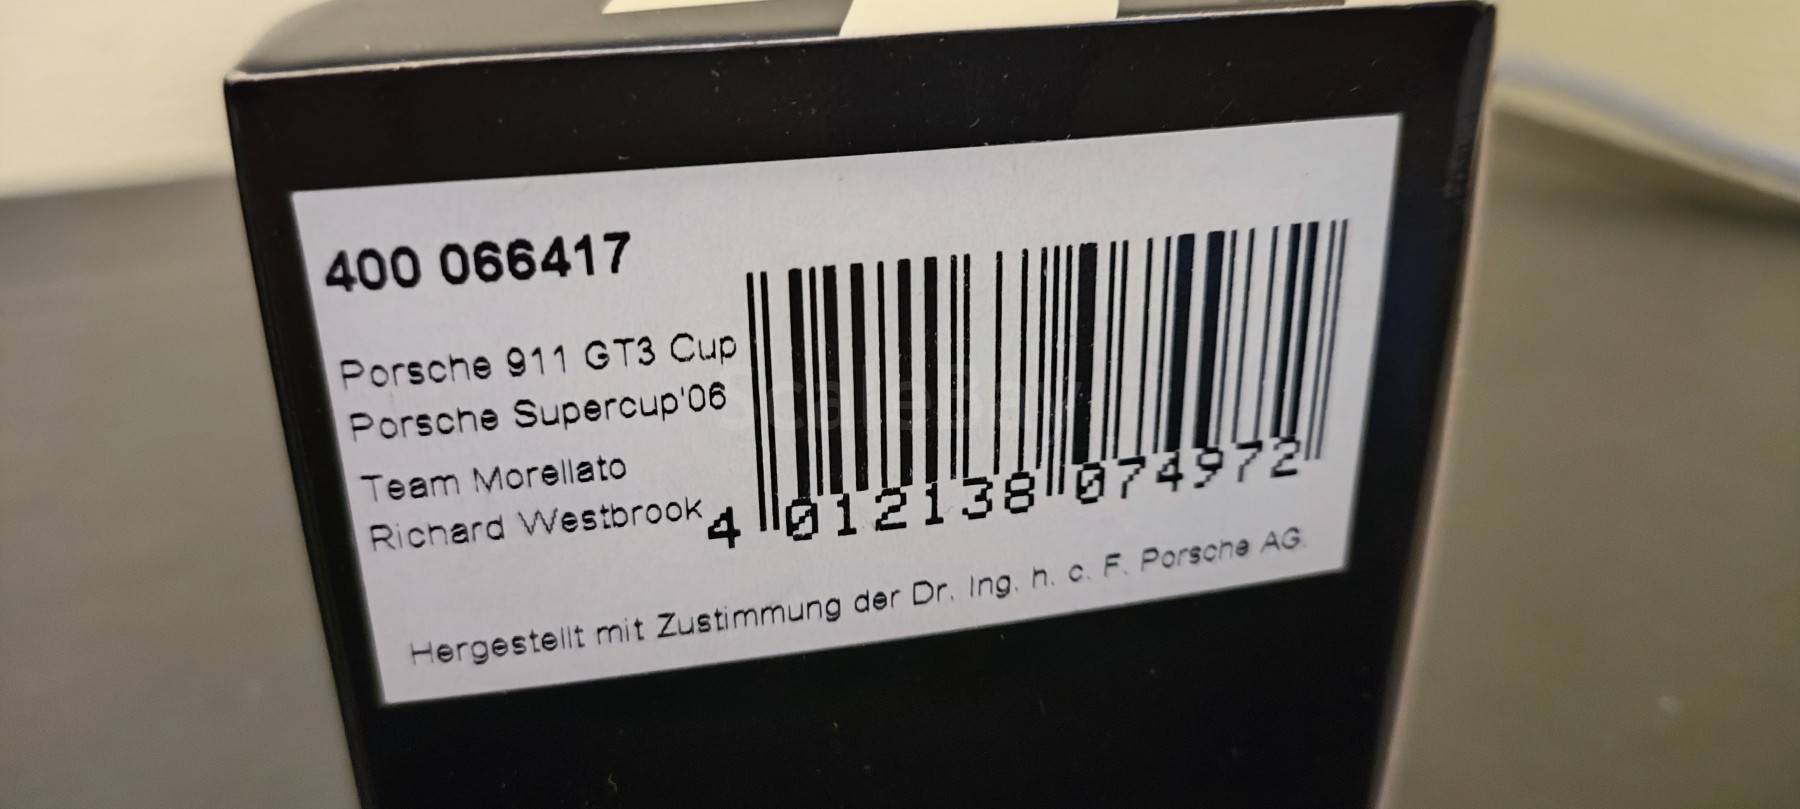 400 066417
Porsche 911 GT3 Cup
Porsche Supercup'06
Team Morellato
Richard Westbrook
4 012138 074972
Hergestellt mit Zustimmung der Dr. Ing. h. c. F. Porsche AG.
ScaleBay